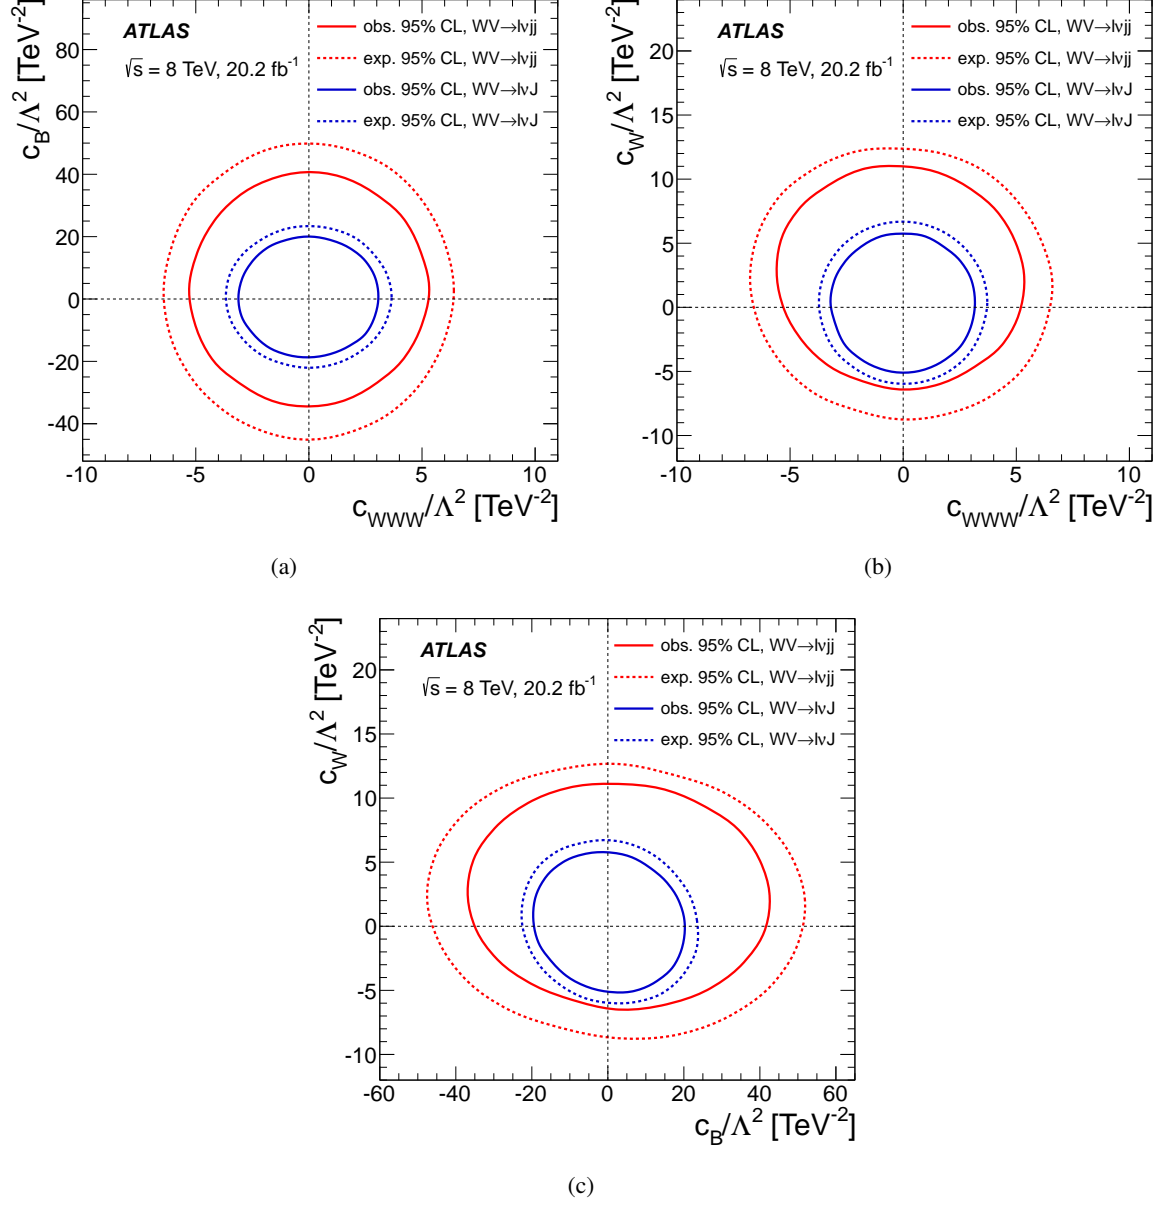 ATLAS
√s = 8 TeV, 20.2 fb⁻¹
obs. 95% CL, WV→lνjj
exp. 95% CL, WV→lνjj
obs. 95% CL, WV→lνJ
exp. 95% CL, WV→lνJ
c_B/Λ² [TeV⁻²]
80
60
40
20
0
-20
-40
-10 -5 0 5 10
c_WWW/Λ² [TeV⁻²]
(a)
ATLAS
√s = 8 TeV, 20.2 fb⁻¹
obs. 95% CL, WV→lνjj
exp. 95% CL, WV→lνjj
obs. 95% CL, WV→lνJ
exp. 95% CL, WV→lνJ
c_W/Λ² [TeV⁻²]
20
15
10
5
0
-5
-10
-10 -5 0 5 10
c_WWW/Λ² [TeV⁻²]
(b)
ATLAS
√s = 8 TeV, 20.2 fb⁻¹
obs. 95% CL, WV→lνjj
exp. 95% CL, WV→lνjj
obs. 95% CL, WV→lνJ
exp. 95% CL, WV→lνJ
c_W/Λ² [TeV⁻²]
20
15
10
5
0
-5
-10
-60 -40 -20 0 20 40 60
c_B/Λ² [TeV⁻²]
(c)